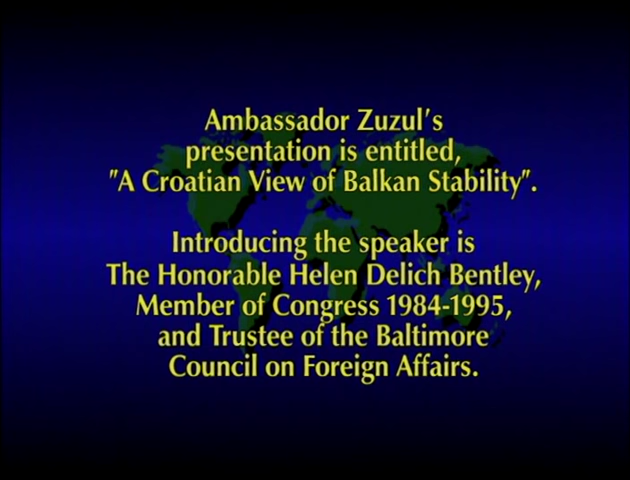 Ambassador Zuzul's
presentation is entitled,
"A Croatian View of Balkan Stability".
Introducing the speaker is
The Honorable Helen Delich Bentley,
Member of Congress 1984-1995,
and Trustee of the Baltimore
Council on Foreign Affairs.